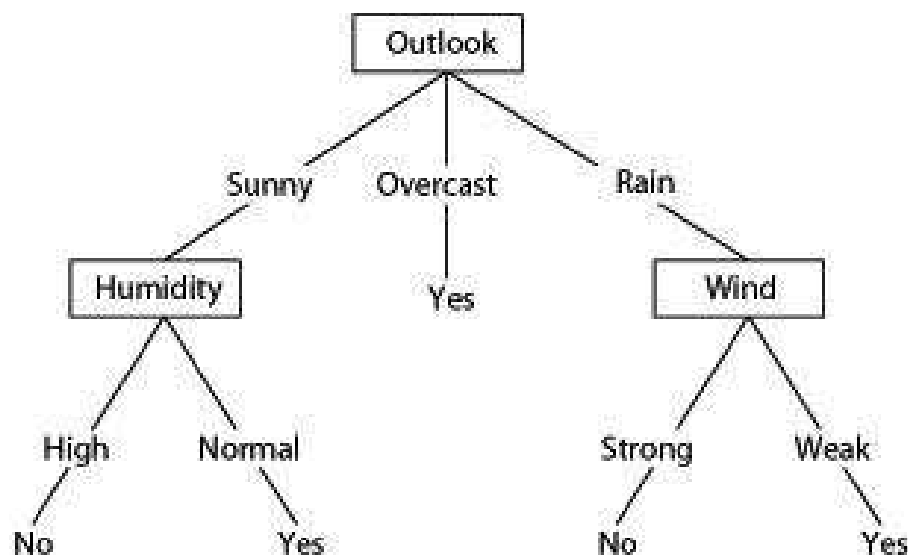 Outlook
Sunny Overcast Rain
Humidity Yes Wind
High Normal Strong Weak
No Yes No Yes